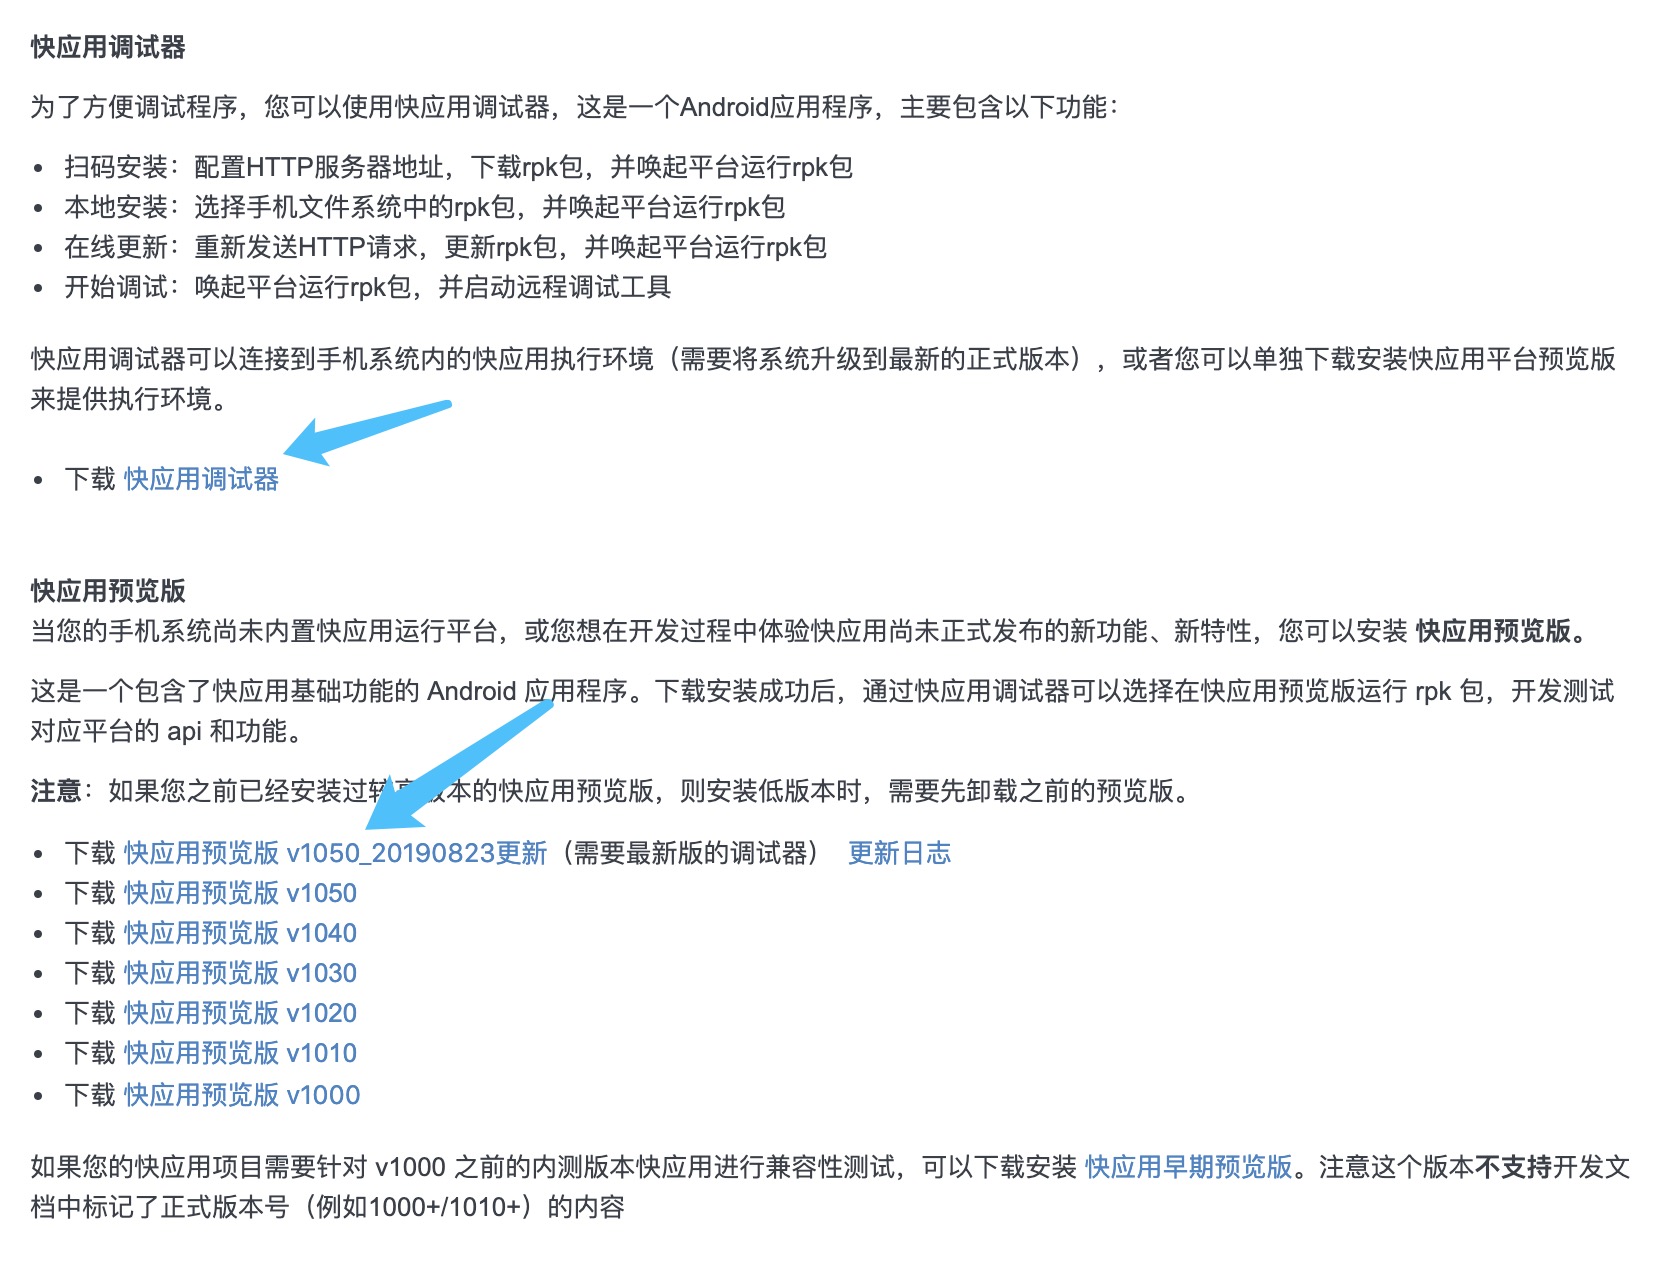 快应用调试器
为了方便调试程序，您可以使用快应用调试器，这是一个Android应用程序，主要包含以下功能：
• 扫码安装：配置HTTP服务器地址，下载rpk包，并唤起平台运行rpk包
• 本地安装：选择手机文件系统中的rpk包，并唤起平台运行rpk包
• 在线更新：重新发送HTTP请求，更新rpk包，并唤起平台运行rpk包
• 开始调试：唤起平台运行rpk包，并启动远程调试工具
快应用调试器可以连接到手机系统内的快应用执行环境（需要将系统升级到最新的正式版本），或者您可以单独下载安装快应用平台预览版
来提供执行环境。
• 下载 快应用调试器
快应用预览版
当您的手机系统尚未内置快应用运行平台，或您想在开发过程中体验快应用尚未正式发布的新功能、新特性，您可以安装 快应用预览版。
这是一个包含了快应用基础功能的 Android 应用程序。下载安装成功后，通过快应用调试器可以选择在快应用预览版运行 rpk 包，开发测试
对应平台的 api 和功能。
注意：如果您之前已经安装过较高版本的快应用预览版，则安装低版本时，需要先卸载之前的预览版。
• 下载 快应用预览版 v1050_20190823更新（需要最新版的调试器） 更新日志
• 下载 快应用预览版 v1050
• 下载 快应用预览版 v1040
• 下载 快应用预览版 v1030
• 下载 快应用预览版 v1020
• 下载 快应用预览版 v1010
• 下载 快应用预览版 v1000
如果您的快应用项目需要针对 v1000 之前的内测版本快应用进行兼容性测试，可以下载安装 快应用早期预览版。注意这个版本不支持开发文
档中标记了正式版本号（例如1000+/1010+）的内容